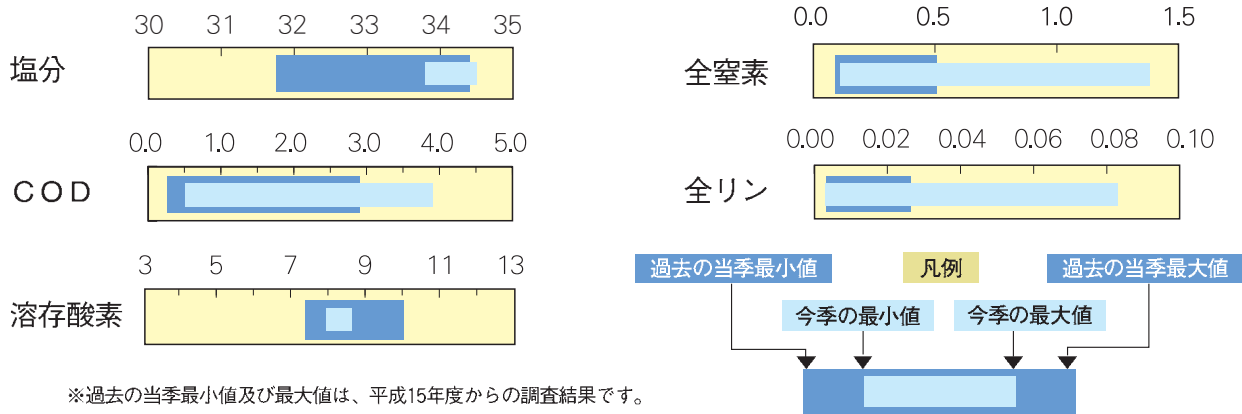 30 31 32 33 34 35
塩分
0.0 1.0 2.0 3.0 4.0 5.0
COD
3 5 7 9 11 13
溶存酸素
※過去の当季最小値及び最大値は、平成15年度からの調査結果です。
0.0 0.5 1.0 1.5
全窒素
0.00 0.02 0.04 0.06 0.08 0.10
全リン
過去の当季最小値 凡例 過去の当季最大値
今季の最小値 今季の最大値